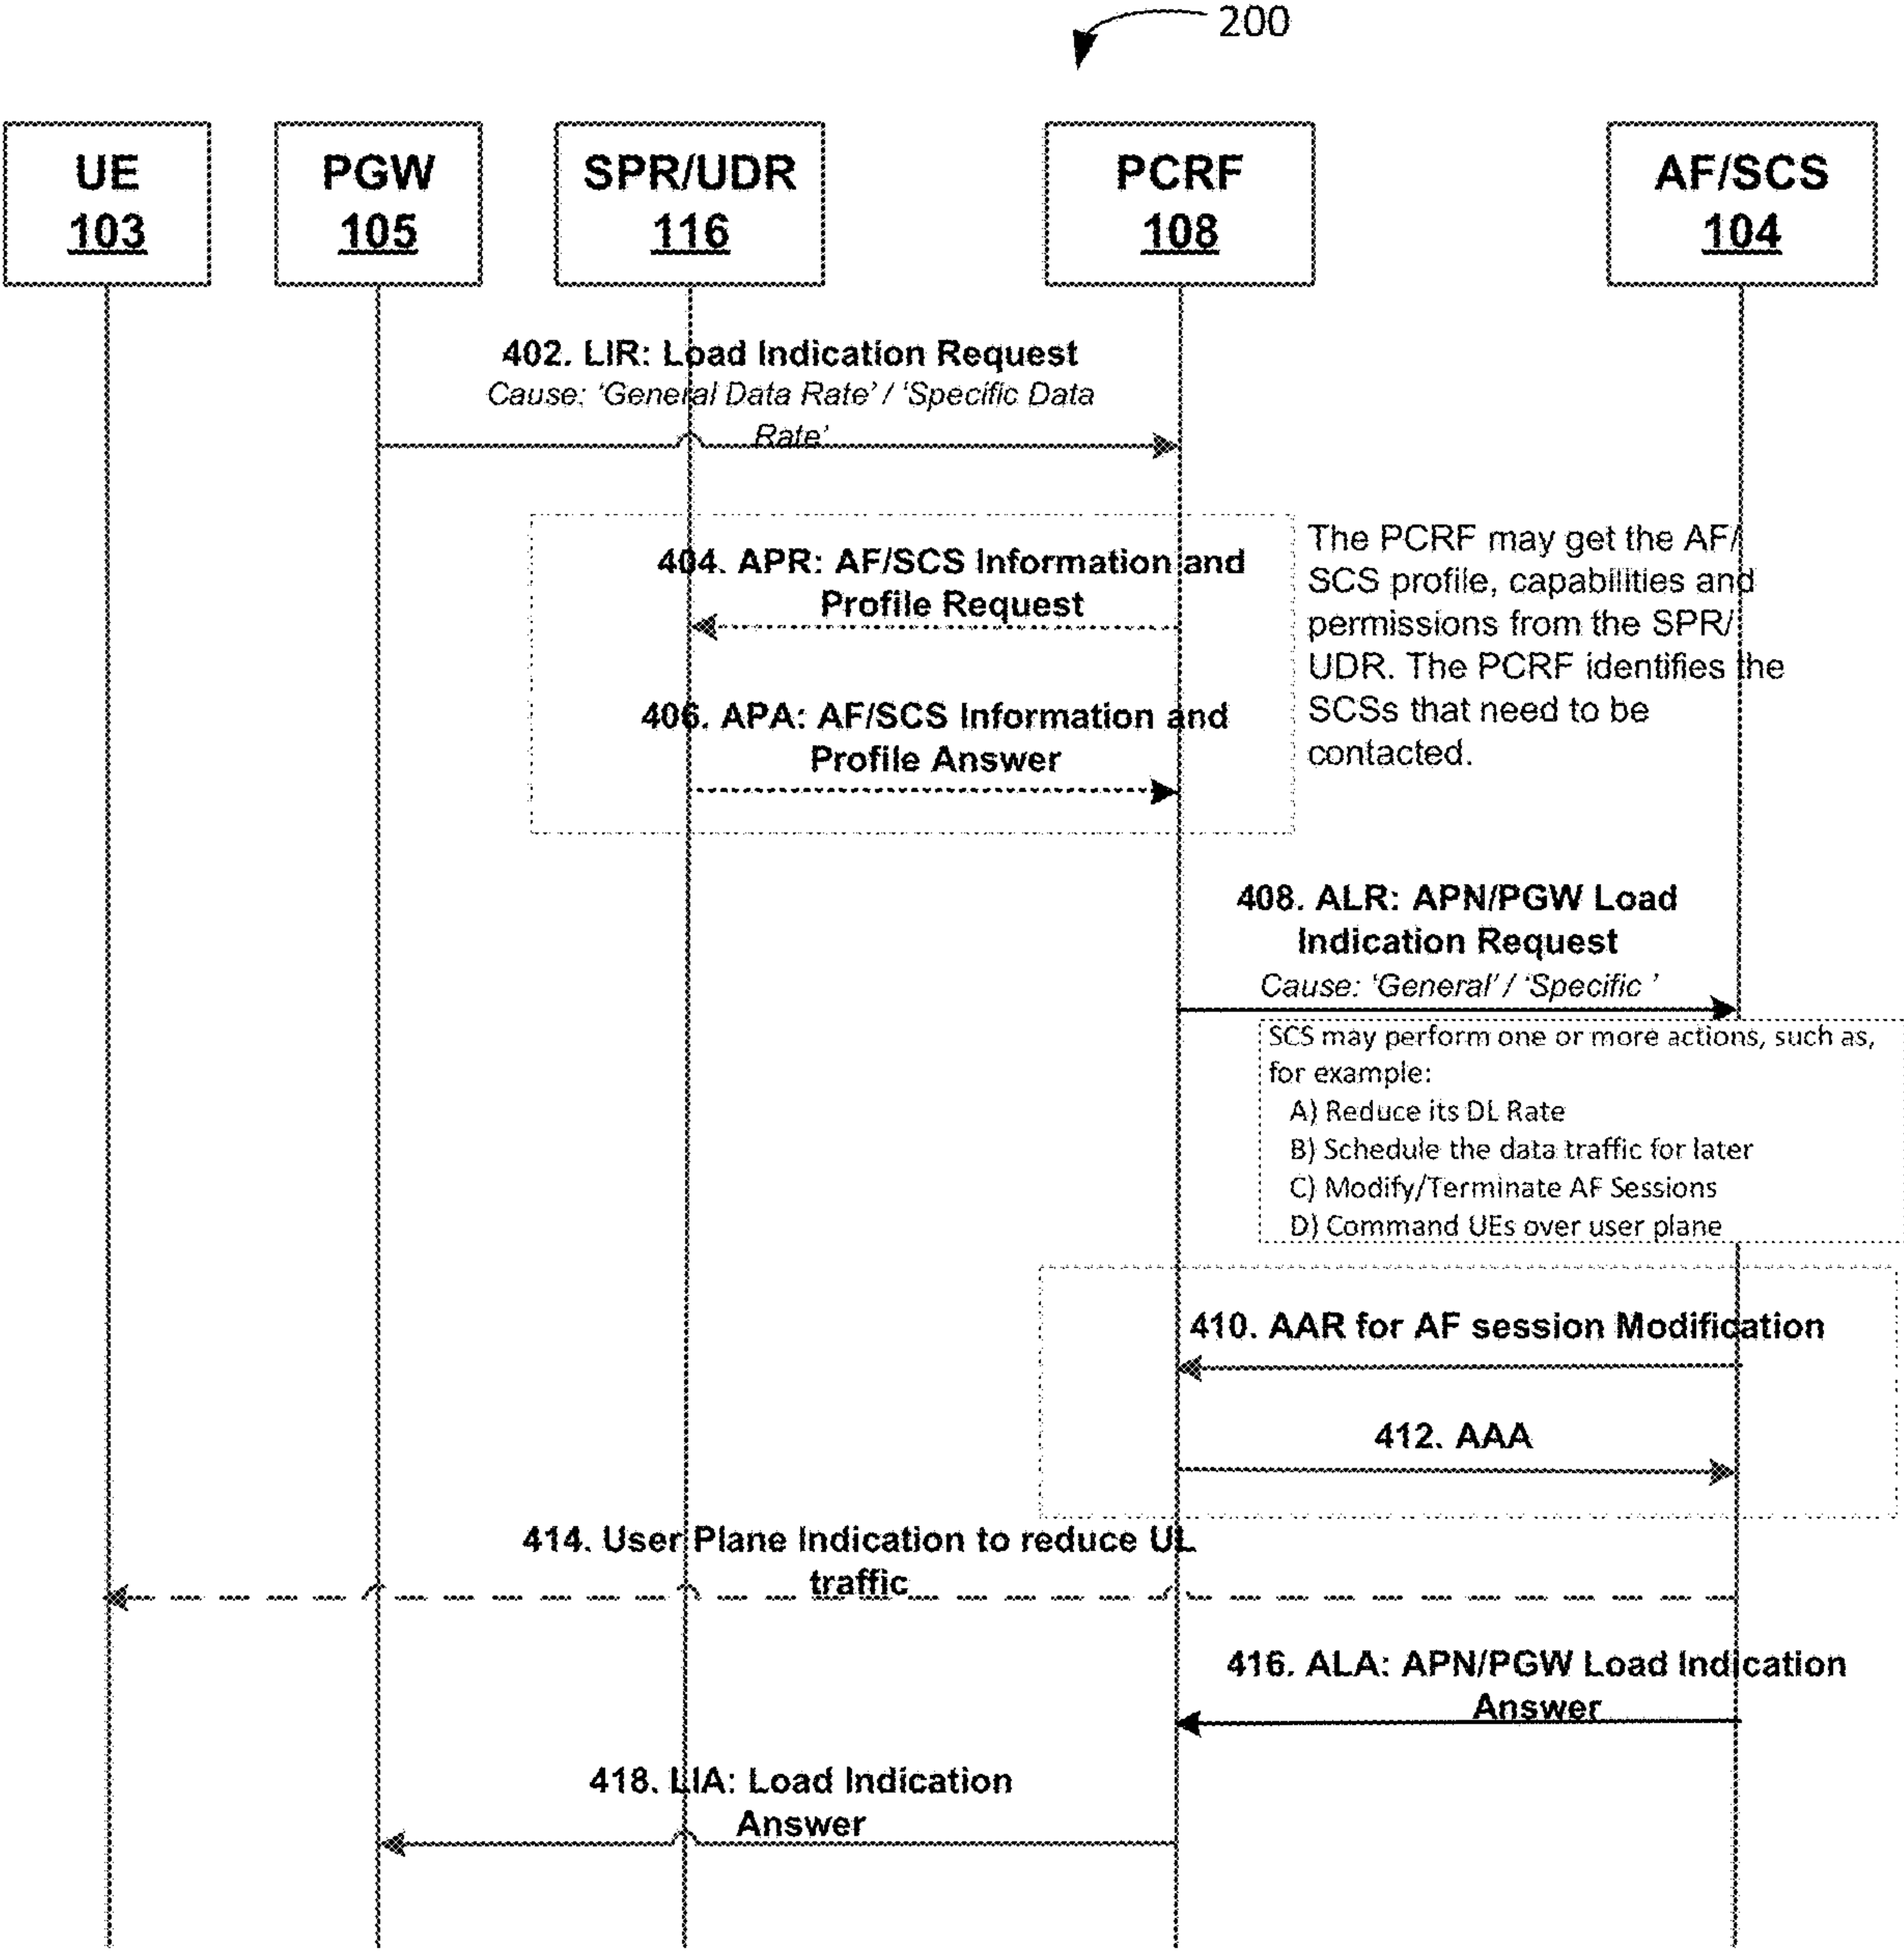 200
UE
103
PGW
105
SPR/UDR
116
PCRF
108
AF/SCS
104
402. LIR: Load Indication Request
Cause: 'General Data Rate' / 'Specific Data
Rate'
404. APR: AF/SCS Information and
Profile Request
406. APA: AF/SCS Information and
Profile Answer
The PCRF may get the AF/
SCS profile, capabilities and
permissions from the SPR/
UDR. The PCRF identifies the
SCSs that need to be
contacted.
408. ALR: APN/PGW Load
Indication Request
Cause: 'General' / 'Specific '
SCS may perform one or more actions, such as,
for example:
A) Reduce its DL Rate
B) Schedule the data traffic for later
C) Modify/Terminate AF Sessions
D) Command UEs over user plane
410. AAR for AF session Modification
412. AAA
414. User Plane Indication to reduce UL
traffic
416. ALA: APN/PGW Load Indication
Answer
418. LIA: Load Indication
Answer